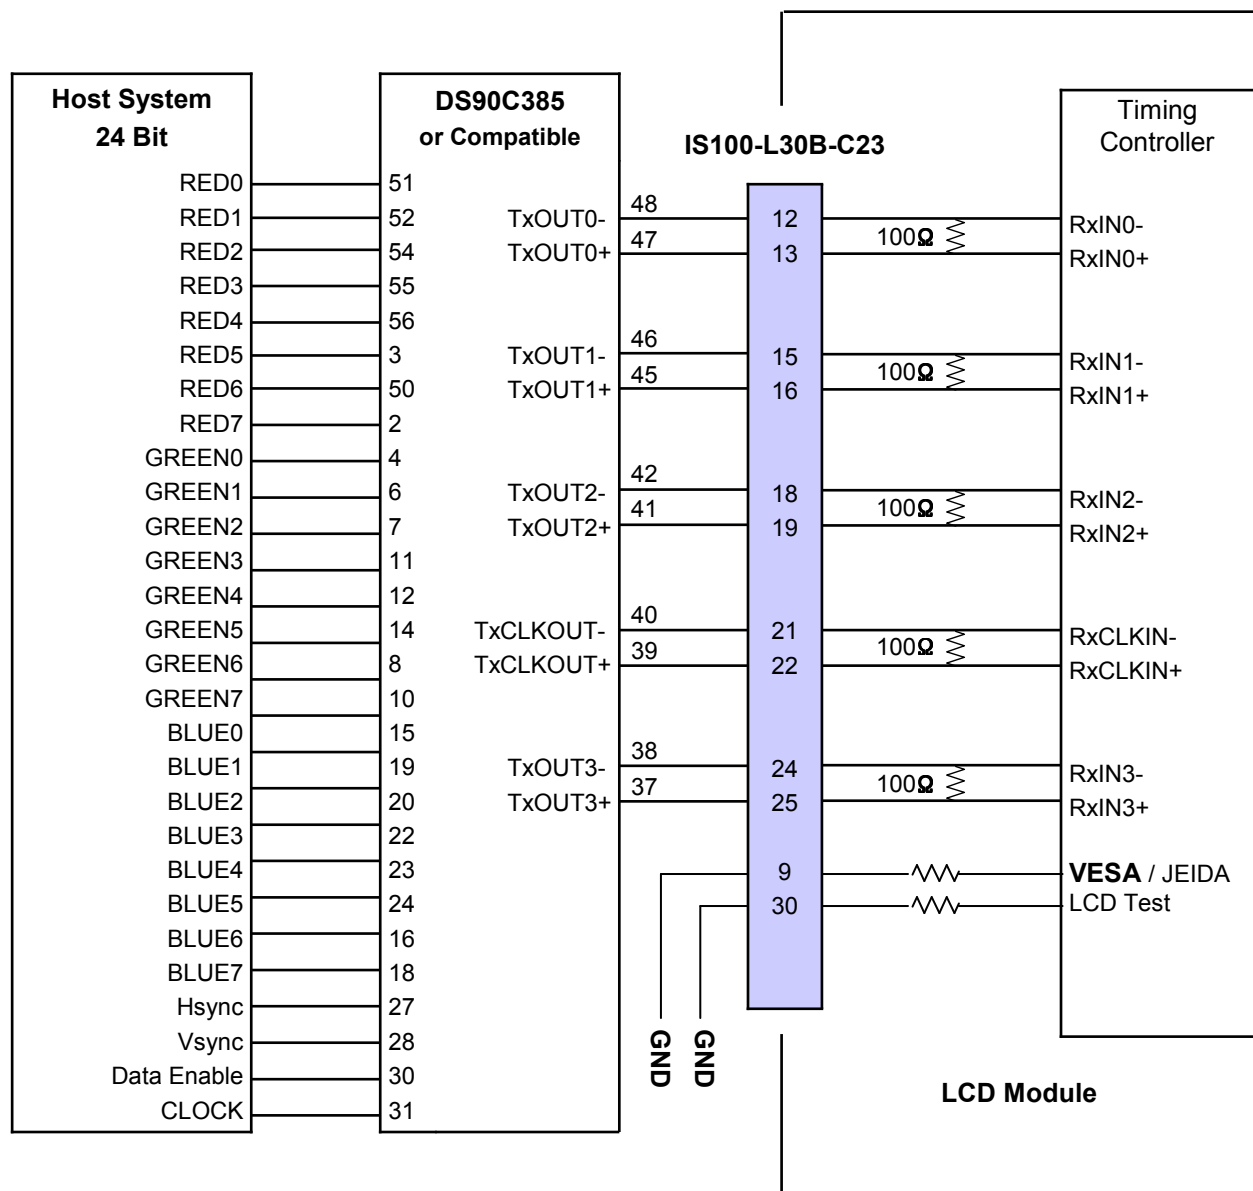 Host System
24 Bit
RED0
RED1
RED2
RED3
RED4
RED5
RED6
RED7
GREEN0
GREEN1
GREEN2
GREEN3
GREEN4
GREEN5
GREEN6
GREEN7
BLUE0
BLUE1
BLUE2
BLUE3
BLUE4
BLUE5
BLUE6
BLUE7
Hsync
Vsync
Data Enable
CLOCK
DS90C385
or Compatible
51
52
54
55
56
3
50
2
4
6
7
11
12
14
8
10
15
19
20
22
23
24
16
18
27
28
30
31
TxOUT0-
TxOUT0+
TxOUT1-
TxOUT1+
TxOUT2-
TxOUT2+
TxCLKOUT-
TxCLKOUT+
TxOUT3-
TxOUT3+
48
47
46
45
42
41
40
39
38
37
GND
GND
IS100-L30B-C23
12
13
15
16
18
19
21
22
24
25
9
30
100Ω
100Ω
100Ω
100Ω
100Ω
Timing
Controller
RxIN0-
RxIN0+
RxIN1-
RxIN1+
RxIN2-
RxIN2+
RxCLKIN-
RxCLKIN+
RxIN3-
RxIN3+
VESA / JEIDA
LCD Test
LCD Module